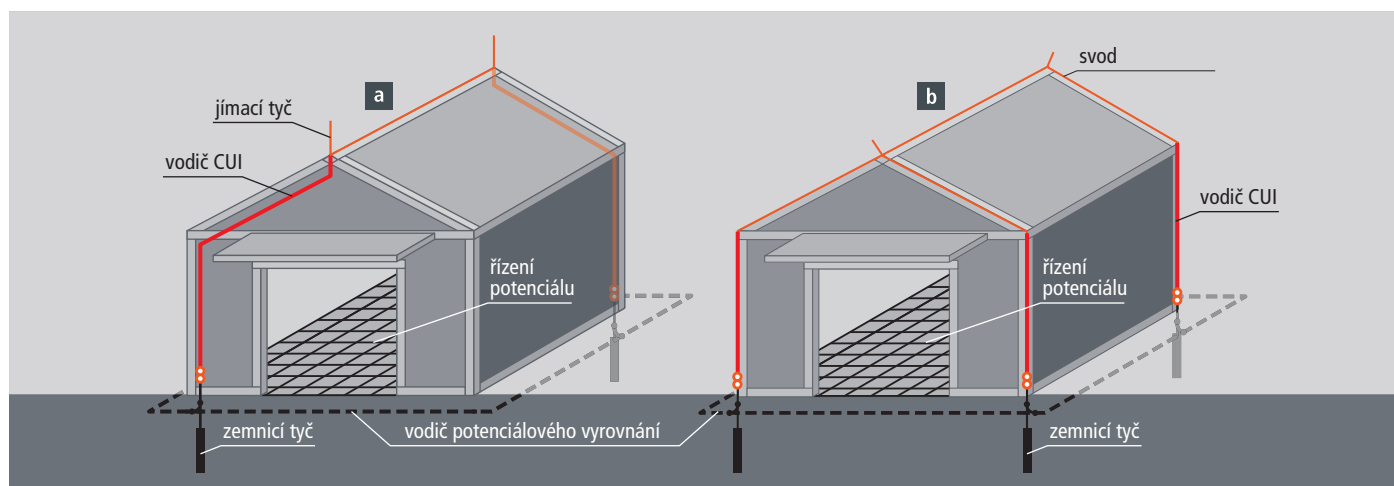 a
jímací tyč
vodič CUI
řízení
potenciálu
zemnicí tyč
vodič potenciálového vyrovnání
b
svod
vodič CUI
řízení
potenciálu
zemnicí tyč